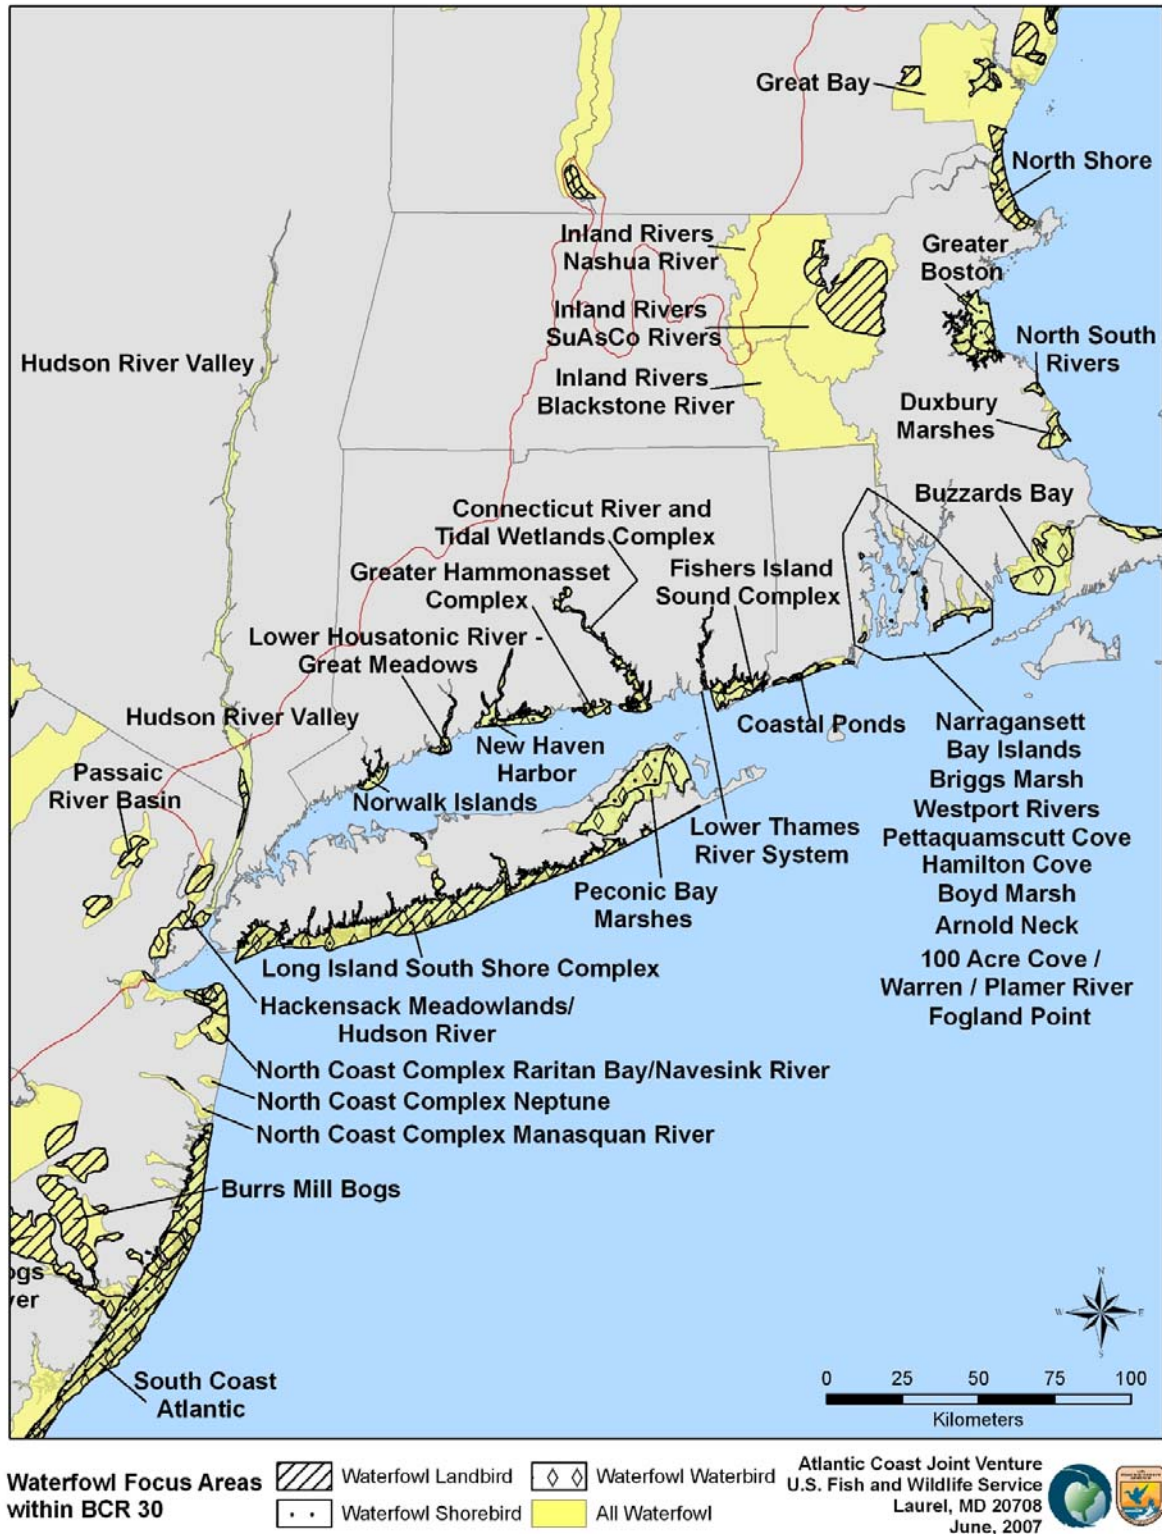 Great Bay
North Shore
Inland Rivers
Nashua River
Greater
Boston
Inland Rivers
SuAsCo Rivers
North South
Rivers
Hudson River Valley
Inland Rivers
Blackstone River
Duxbury
Marshes
Buzzards Bay
Connecticut River and
Tidal Wetlands Complex
Greater Hammonasset
Complex
Fishers Island
Sound Complex
Lower Housatonic River -
Great Meadows
Hudson River Valley
New Haven
Harbor
Coastal Ponds
Passaic
River Basin
Norwalk Islands
Lower Thames
River System
Narragansett
Bay Islands
Briggs Marsh
Westport Rivers
Pettaquamscutt Cove
Hamilton Cove
Boyd Marsh
Arnold Neck
100 Acre Cove /
Warren / Plamer River
Fogland Point
Peconic Bay
Marshes
Long Island South Shore Complex
Hackensack Meadowlands/
Hudson River
North Coast Complex Raritan Bay/Navesink River
North Coast Complex Neptune
North Coast Complex Manasquan River
Burrs Mill Bogs
ogs
ver
South Coast
Atlantic
N
W E
S
0 25 50 75 100
Kilometers
Waterfowl Focus Areas
within BCR 30
Waterfowl Landbird
Waterfowl Shorebird
Waterfowl Waterbird
All Waterfowl
Atlantic Coast Joint Venture
U.S. Fish and Wildlife Service
Laurel, MD 20708
June, 2007